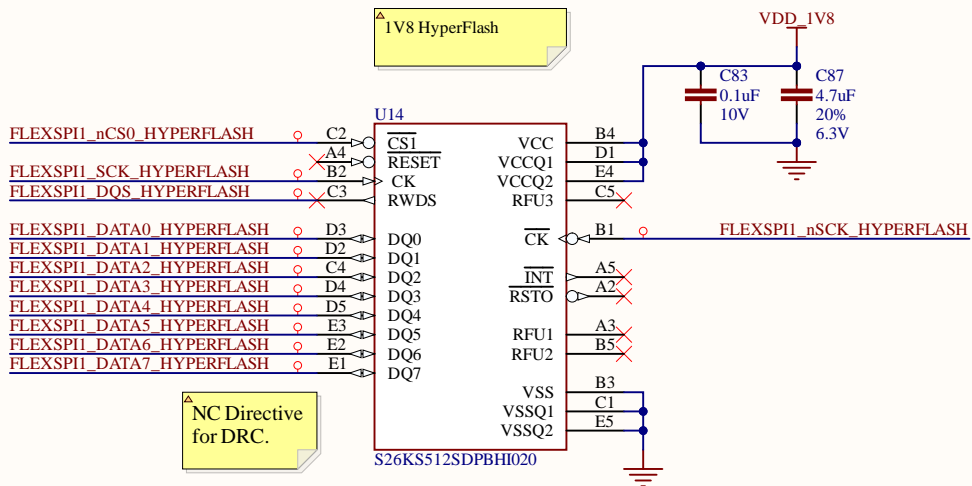 1V8 HyperFlash
VDD_1V8
C83
0.1uF
10V
C87
4.7uF
20%
6.3V
U14
FLEXSPI1_nCS0_HYPERFLASH C2 CS1
A4 RESET
FLEXSPI1_SCK_HYPERFLASH B2 CK
FLEXSPI1_DQS_HYPERFLASH C3 RWDS
FLEXSPI1_DATA0_HYPERFLASH D3 DQ0
FLEXSPI1_DATA1_HYPERFLASH D2 DQ1
FLEXSPI1_DATA2_HYPERFLASH C4 DQ2
FLEXSPI1_DATA3_HYPERFLASH D4 DQ3
FLEXSPI1_DATA4_HYPERFLASH D5 DQ4
FLEXSPI1_DATA5_HYPERFLASH E3 DQ5
FLEXSPI1_DATA6_HYPERFLASH E2 DQ6
FLEXSPI1_DATA7_HYPERFLASH E1 DQ7
VCC B4
VCCQ1 D1
VCCQ2 E4
RFU3 C5
CK B1 FLEXSPI1_nSCK_HYPERFLASH
INT A5
RSTO A2
RFU1 A3
RFU2 B5
VSS B3
VSSQ1 C1
VSSQ2 E5
S26KS512SDPBHI020
NC Directive
for DRC.